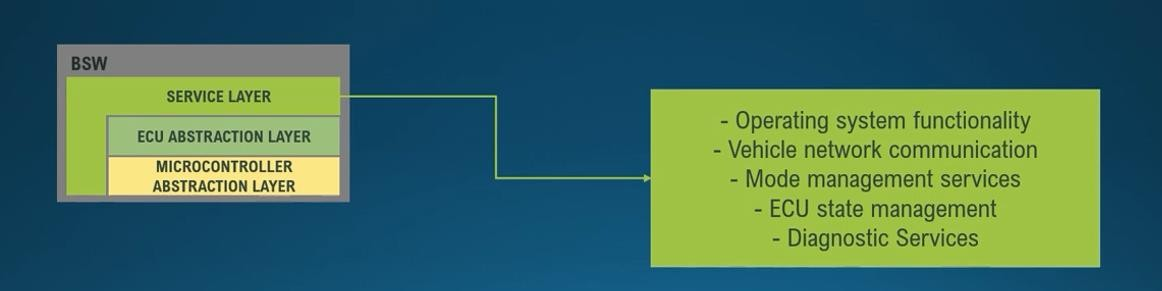 BSW
SERVICE LAYER
ECU ABSTRACTION LAYER
MICROCONTROLLER
ABSTRACTION LAYER
- Operating system functionality
- Vehicle network communication
- Mode management services
- ECU state management
- Diagnostic Services